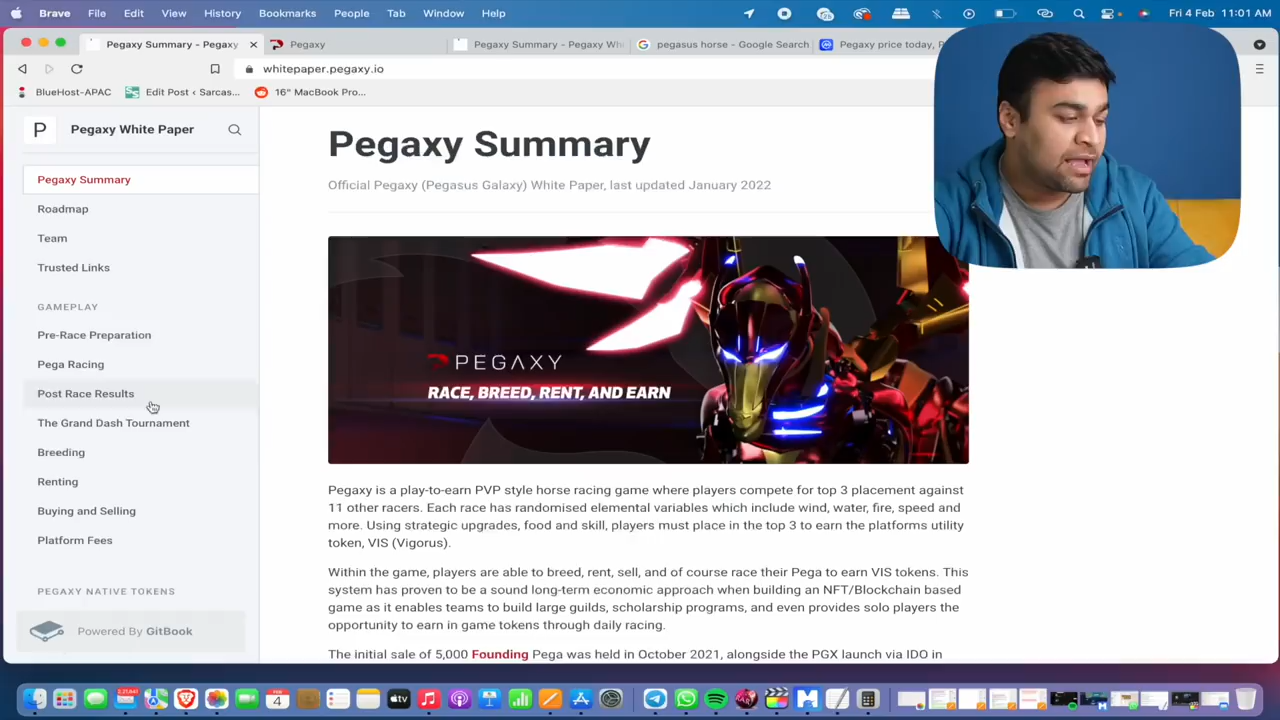 Brave File Edit View History Bookmarks People Tab Window Help Fri 4 Feb 11:01 AM
Pegaxy Summary - Pegaxy Pegaxy Pegaxy Summary - Pegaxy Wh pegasus horse - Google Search Pegaxy price today, P
whitepaper.pegaxy.io
BlueHost-APAC Edit Post ‹ Sarcas... 16" MacBook Pro...
P Pegaxy White Paper
Pegaxy Summary
Roadmap
Team
Trusted Links
GAMEPLAY
Pre-Race Preparation
Pega Racing
Post Race Results
The Grand Dash Tournament
Breeding
Renting
Buying and Selling
Platform Fees
PEGAXY NATIVE TOKENS
Powered By GitBook
Pegaxy Summary
Official Pegaxy (Pegasus Galaxy) White Paper, last updated January 2022
PEGAXY
RACE, BREED, RENT, AND EARN
Pegaxy is a play-to-earn PVP style horse racing game where players compete for top 3 placement against
11 other racers. Each race has randomised elemental variables which include wind, water, fire, speed and
more. Using strategic upgrades, food and skill, players must place in the top 3 to earn the platforms utility
token, VIS (Vigorus).
Within the game, players are able to breed, rent, sell, and of course race their Pega to earn VIS tokens. This
system has proven to be a sound long-term economic approach when building an NFT/Blockchain based
game as it enables teams to build large guilds, scholarship programs, and even provides solo players the
opportunity to earn in game tokens through daily racing.
The initial sale of 5,000 Founding Pega was held in October 2021, alongside the PGX launch via IDO in